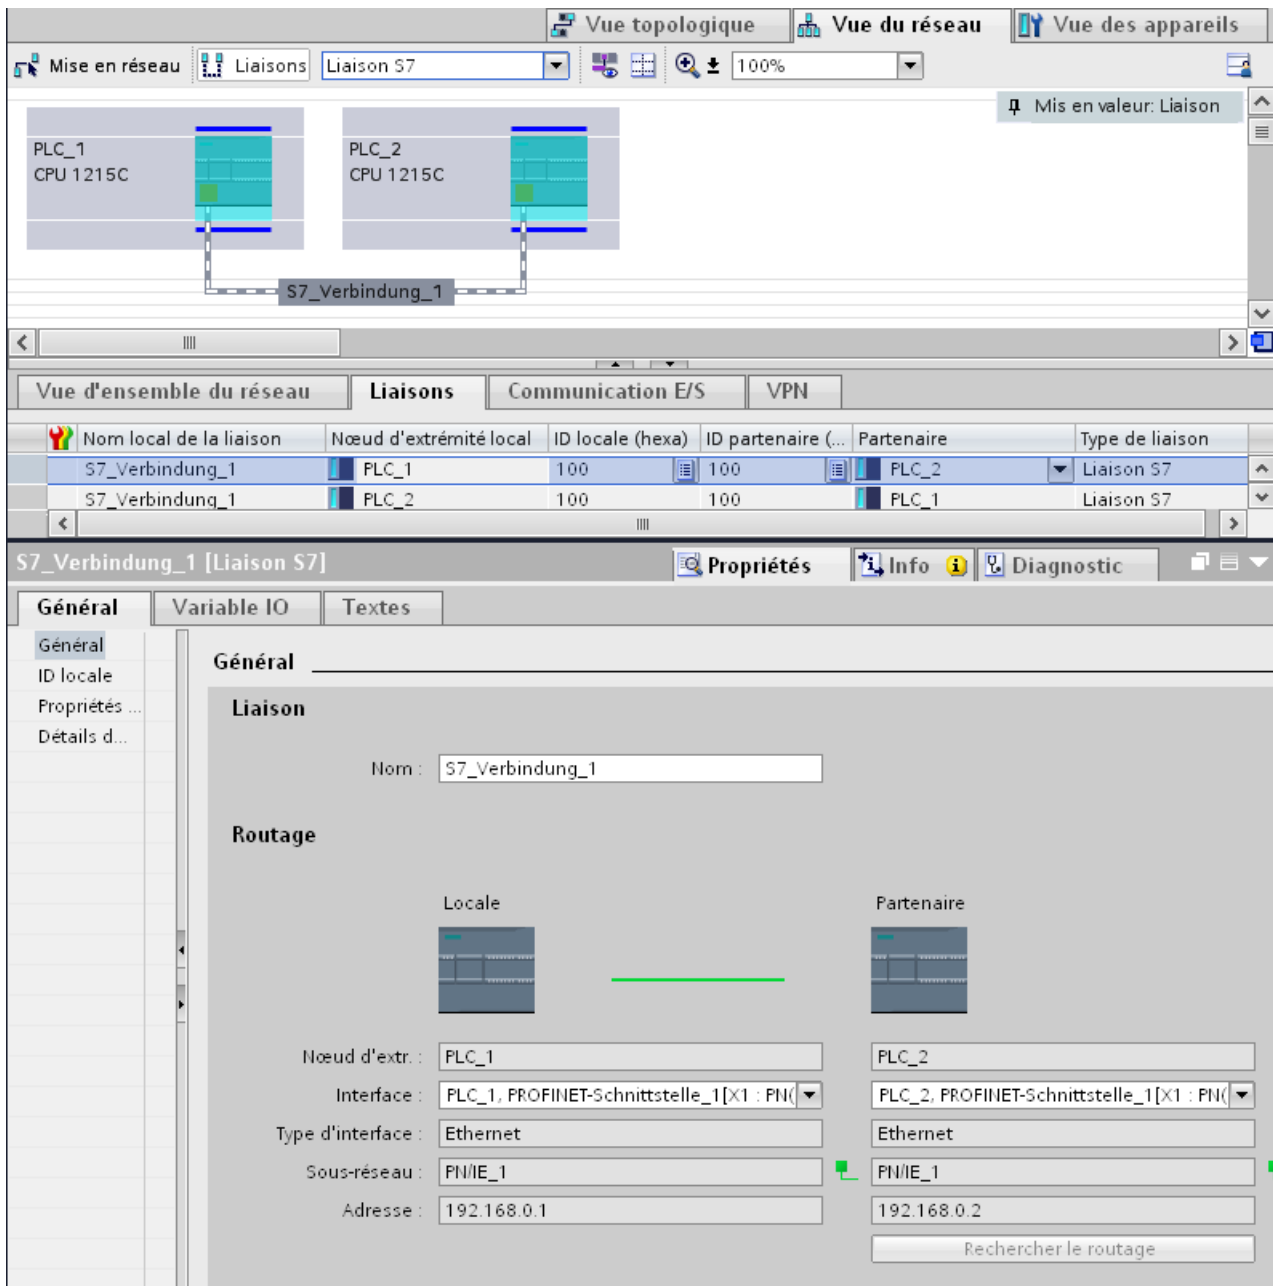 Vue topologique Vue du réseau Vue des appareils
Mise en réseau Liaisons Liaison S7 100%
Mis en valeur: Liaison
PLC_1 PLC_2
CPU 1215C CPU 1215C
S7_Verbindung_1
Vue d'ensemble du réseau Liaisons Communication E/S VPN
Nom local de la liaison Nœud d'extrémité local ID locale (hexa) ID partenaire (... Partenaire Type de liaison
S7_Verbindung_1 PLC_1 100 100 PLC_2 Liaison S7
S7_Verbindung_1 PLC_2 100 100 PLC_1 Liaison S7
S7_Verbindung_1 [Liaison S7] Propriétés Info Diagnostic
Général Variable IO Textes
Général
ID locale
Propriétés ...
Détails d...
Général
Liaison
Nom : S7_Verbindung_1
Routage
Locale Partenaire
Nœud d'extr. : PLC_1 PLC_2
Interface : PLC_1, PROFINET-Schnittstelle_1[X1 : PN( PLC_2, PROFINET-Schnittstelle_1[X1 : PN(
Type d'interface : Ethernet Ethernet
Sous-réseau : PN/IE_1 PN/IE_1
Adresse : 192.168.0.1 192.168.0.2
Rechercher le routage